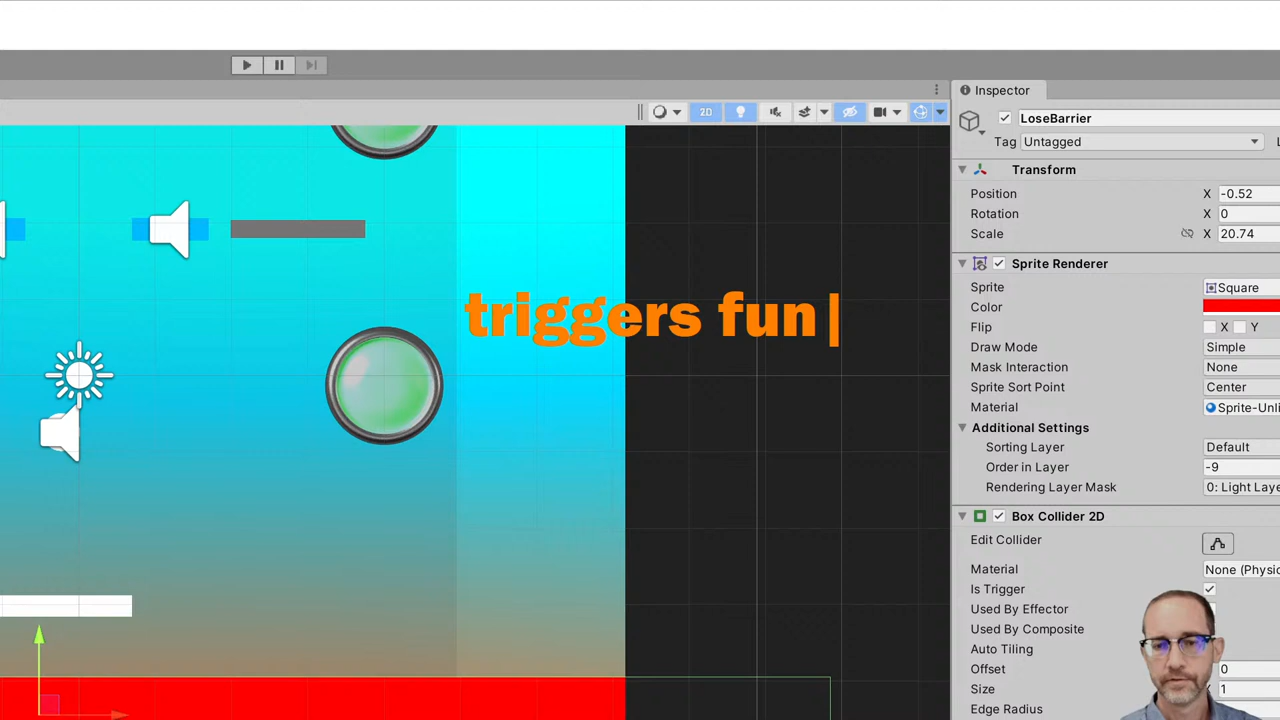 Inspector
2D
LoseBarrier
Tag Untagged
Transform
Position X -0.52
Rotation X 0
Scale X 20.74
Sprite Renderer
Sprite Square
Color
Flip X Y
Draw Mode Simple
Mask Interaction None
Sprite Sort Point Center
Material Sprite-Unli
Additional Settings
Sorting Layer Default
Order in Layer -9
Rendering Layer Mask 0: Light Laye
Box Collider 2D
Edit Collider
Material None (Physic
Is Trigger
Used By Effector
Used By Composite
Auto Tiling
Offset 0
Size X 1
Edge Radius
triggers fun|